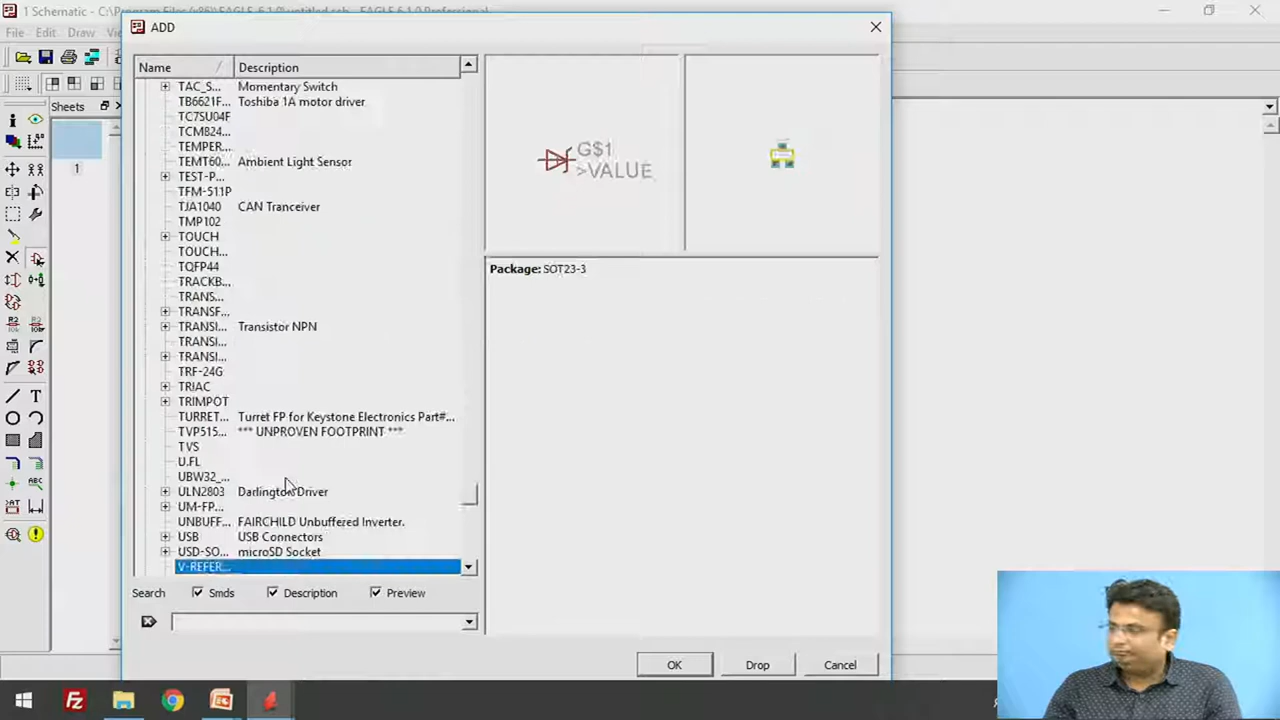 1 Schematic - C:\Program Files (x86)\EAGLE-6.1.0\untitled.sch - EAGLE 6.1.0 Professional
File Edit Draw
ADD
Sheets
1
Name / Description
TAC_S... Momentary Switch
TB6621F... Toshiba 1A motor driver
TC7SU04F
TCM824...
TEMPER...
TEMT60... Ambient Light Sensor
TEST-P...
TFM-511P
TJA1040 CAN Tranceiver
TMP102
TOUCH
TOUCH...
TQFP44
TRACKB...
TRANS...
TRANSF...
TRANSI... Transistor NPN
TRANSI...
TRANSI...
TRF-24G
TRIAC
TRIMPOT
TURRET... Turret FP for Keystone Electronics Part#...
TVP515... *** UNPROVEN FOOTPRINT ***
TVS
U.FL
UBW32_...
ULN2803 Darlington Driver
UM-FP...
UNBUFF... FAIRCHILD Unbuffered Inverter.
USB USB Connectors
USD-SO... microSD Socket
V-REFER...
G$1
>VALUE
Package: SOT23-3
Search Smds Description Preview
OK Drop Cancel